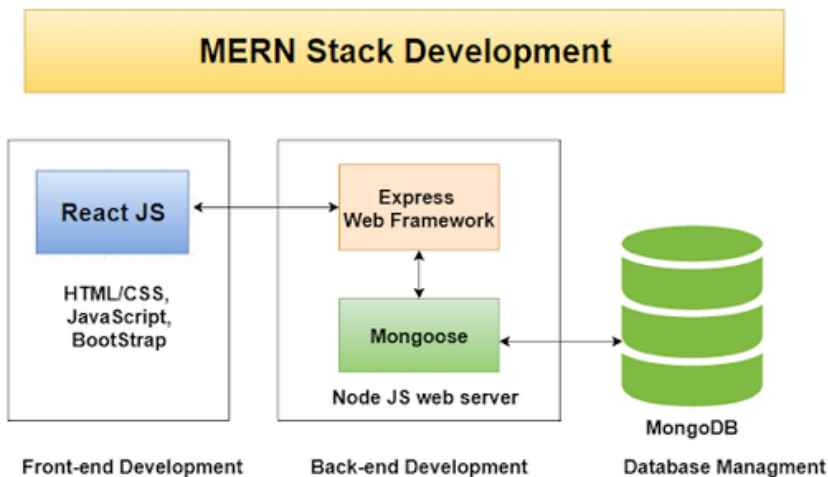 MERN Stack Development
React JS
HTML/CSS,
JavaScript,
BootStrap
Express
Web Framework
Mongoose
Node JS web server
MongoDB
Front-end Development
Back-end Development
Database Managment